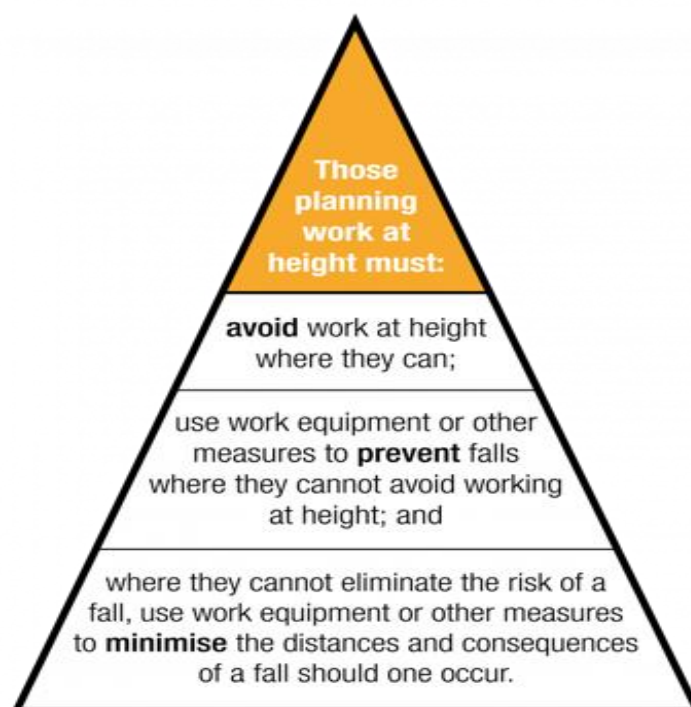 Those
planning
work at
height must:
avoid work at height
where they can;
use work equipment or other
measures to prevent falls
where they cannot avoid working
at height; and
where they cannot eliminate the risk of a
fall, use work equipment or other measures
to minimise the distances and consequences
of a fall should one occur.